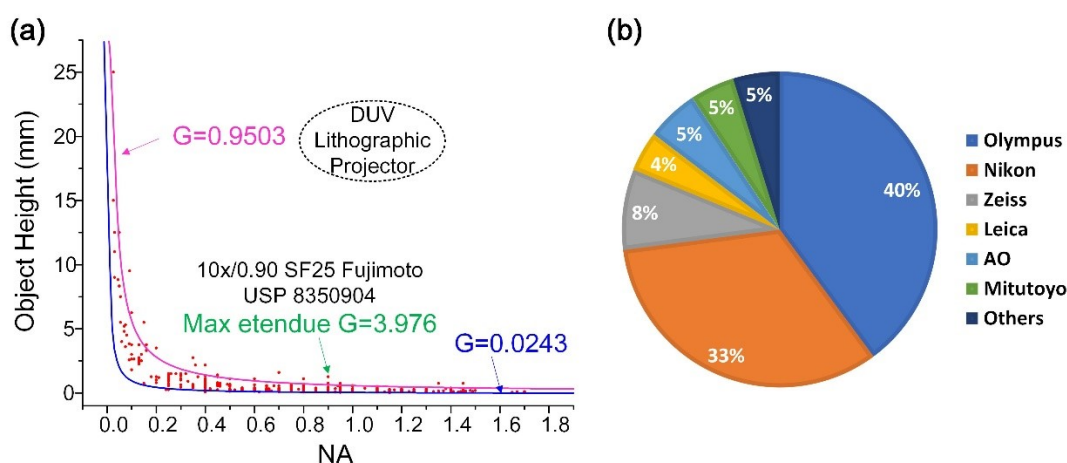 (a)
25
20
15
10
5
0
Object Height (mm)
G=0.9503
DUV
Lithographic
Projector
10x/0.90 SF25 Fujimoto
USP 8350904
Max etendue G=3.976
G=0.0243
0.0 0.2 0.4 0.6 0.8 1.0 1.2 1.4 1.6 1.8
NA
(b)
40%
33%
8%
4%
5%
5%
5%
Olympus
Nikon
Zeiss
Leica
AO
Mitutoyo
Others